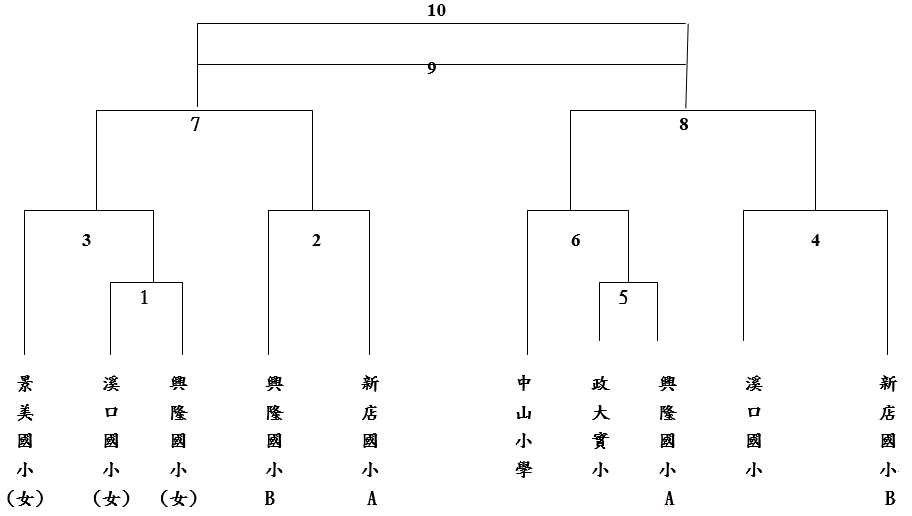 10
9
7
8
3
2
6
4
1
5
景美國小(女)
溪口國小(女)
興隆國小(女)
興隆國小B
新店國小A
中山小學
政大實小
興隆國小A
溪口國小
新店國小B